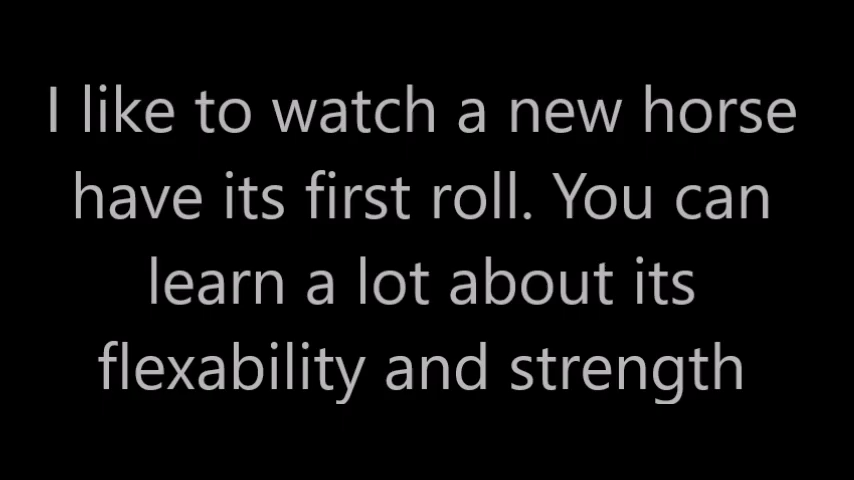 I like to watch a new horse
have its first roll. You can
learn a lot about its
flexability and strength